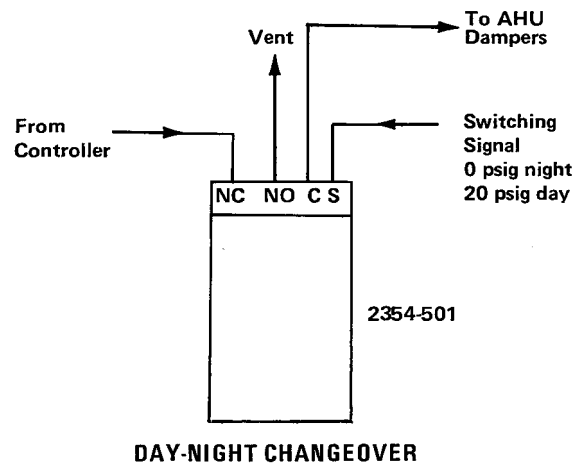 Vent
To AHU
Dampers
From
Controller
Switching
Signal
0 psig night
20 psig day
NC NO C S
2354-501
DAY-NIGHT CHANGEOVER